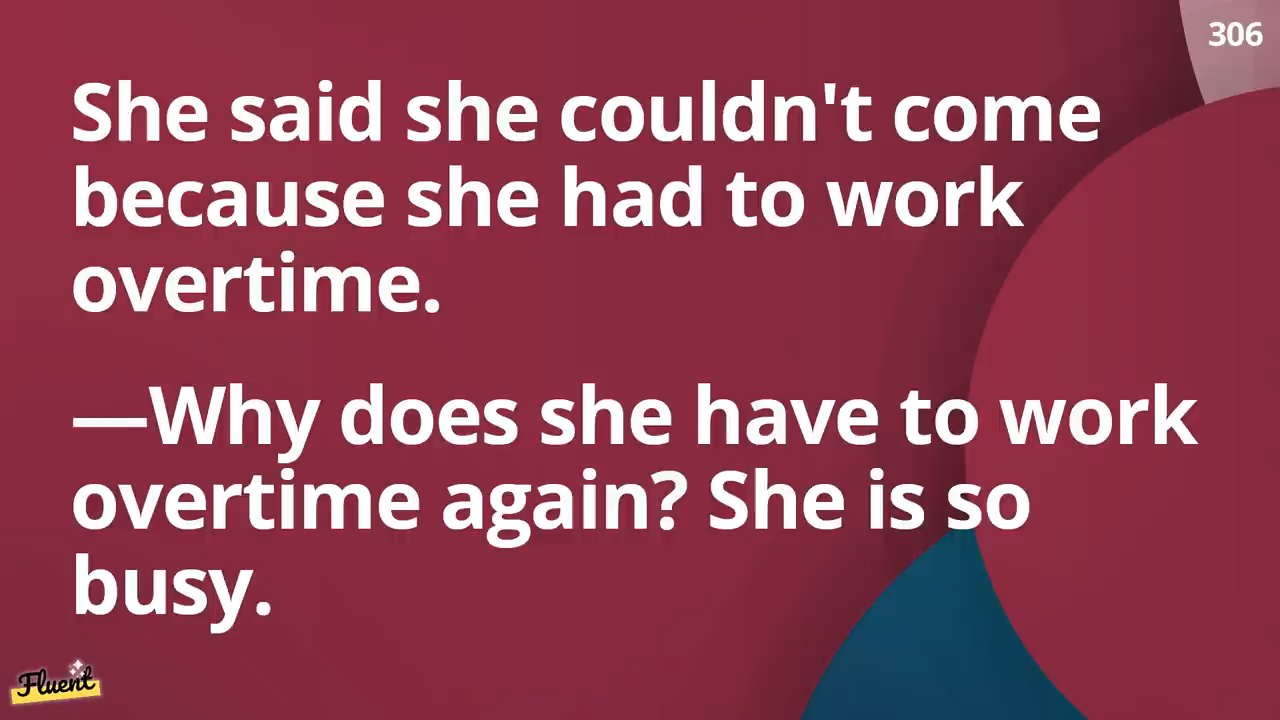 306
She said she couldn't come
because she had to work
overtime.
—Why does she have to work
overtime again? She is so
busy.
Fluent